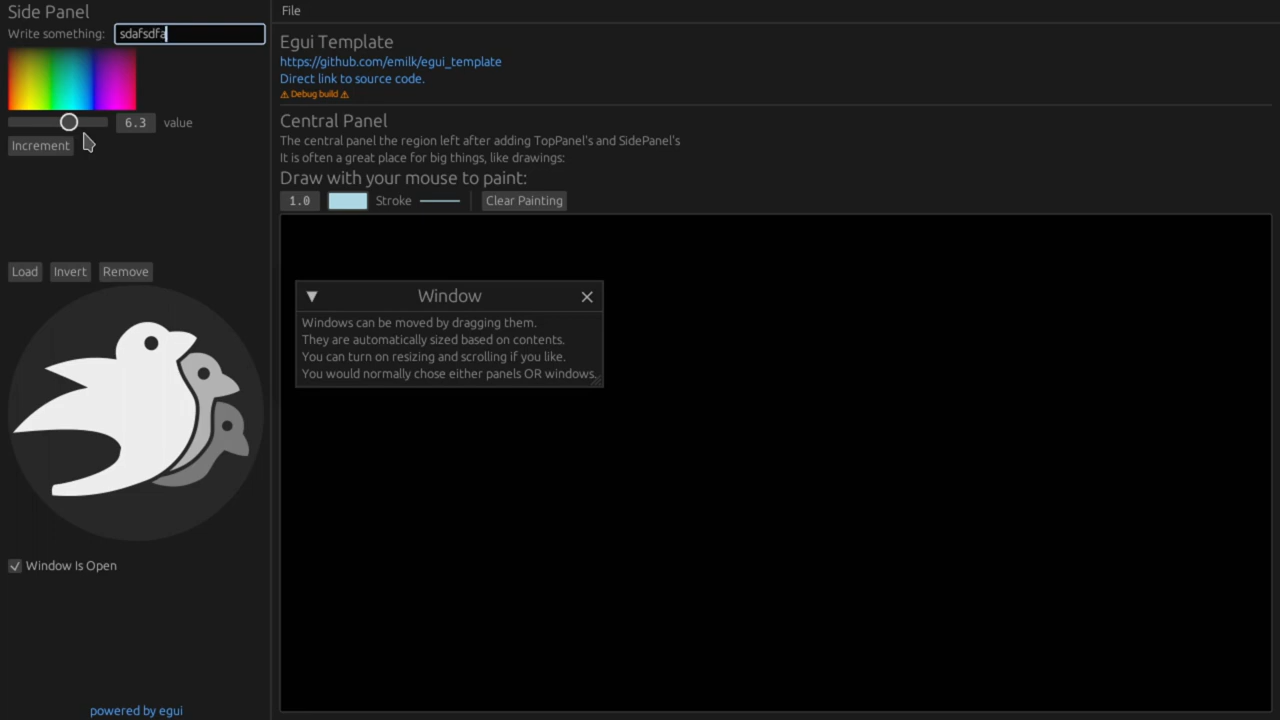 Side Panel
Write something: sdafsdfa
6.3 value
Increment
Load Invert Remove
Window Is Open
powered by egui
File
Egui Template
https://github.com/emilk/egui_template
Direct link to source code.
⚠ Debug build ⚠
Central Panel
The central panel the region left after adding TopPanel's and SidePanel's
It is often a great place for big things, like drawings:
Draw with your mouse to paint:
1.0 Stroke Clear Painting
Window
Windows can be moved by dragging them.
They are automatically sized based on contents.
You can turn on resizing and scrolling if you like.
You would normally chose either panels OR windows.